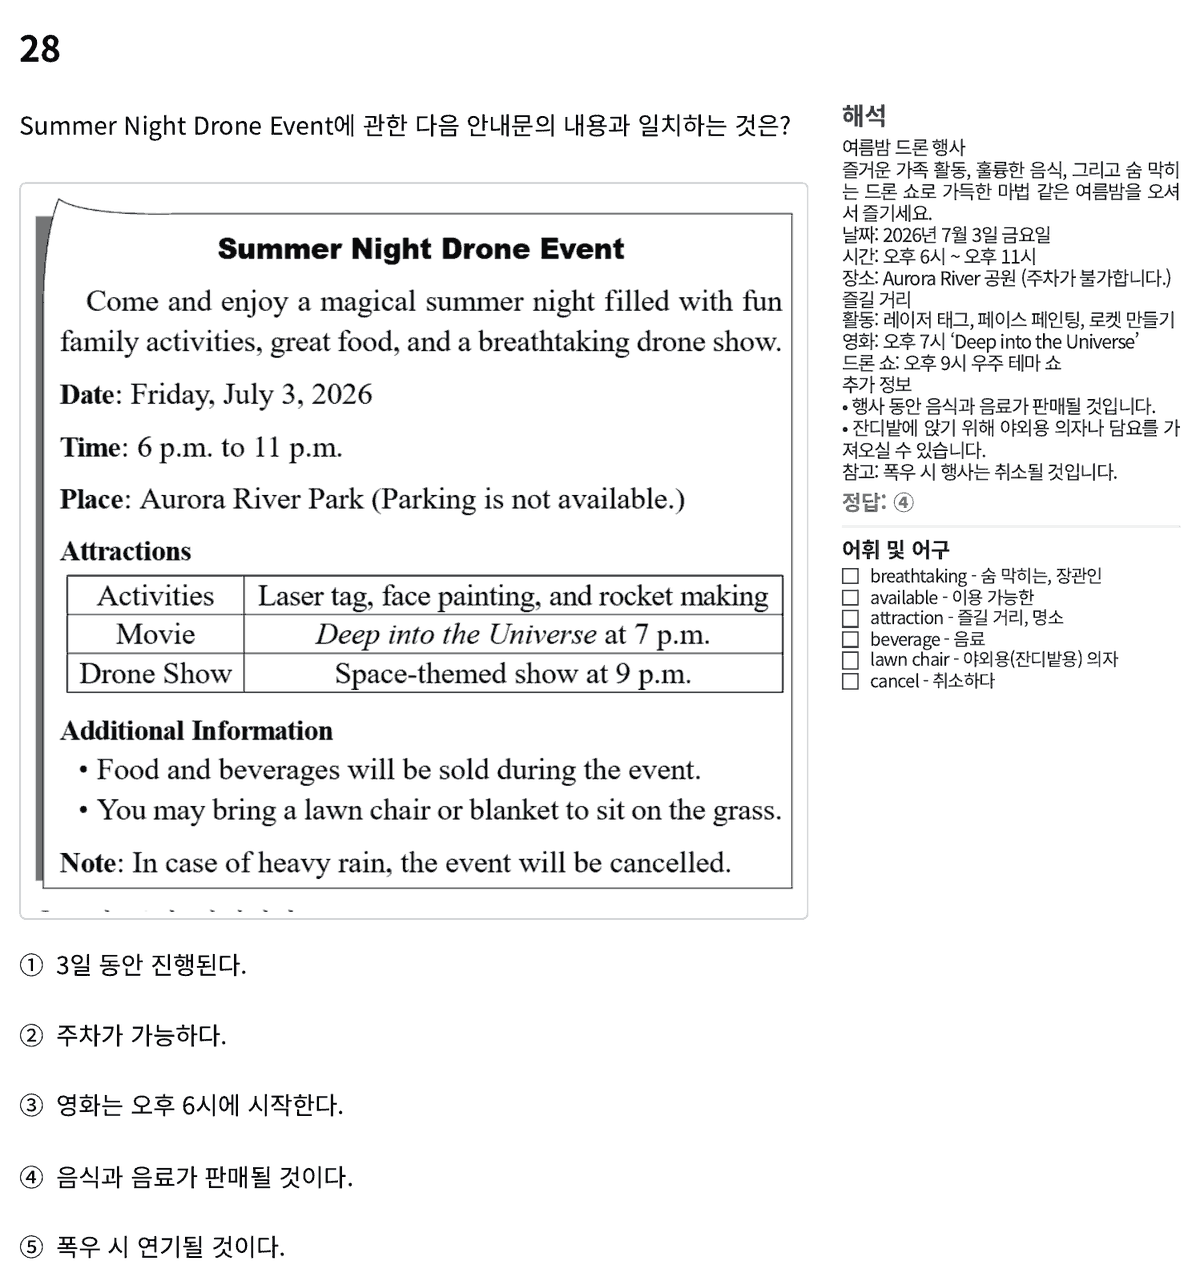 28
Summer Night Drone Event에 관한 다음 안내문의 내용과 일치하는 것은?
Summer Night Drone Event
Come and enjoy a magical summer night filled with fun
family activities, great food, and a breathtaking drone show.
Date: Friday, July 3, 2026
Time: 6 p.m. to 11 p.m.
Place: Aurora River Park (Parking is not available.)
Attractions
Activities Laser tag, face painting, and rocket making
Movie Deep into the Universe at 7 p.m.
Drone Show Space-themed show at 9 p.m.
Additional Information
• Food and beverages will be sold during the event.
• You may bring a lawn chair or blanket to sit on the grass.
Note: In case of heavy rain, the event will be cancelled.
① 3일 동안 진행된다.
② 주차가 가능하다.
③ 영화는 오후 6시에 시작한다.
④ 음식과 음료가 판매될 것이다.
⑤ 폭우 시 연기될 것이다.
해석
여름밤 드론 행사
즐거운 가족 활동, 훌륭한 음식, 그리고 숨 막히
는 드론 쇼로 가득한 마법 같은 여름밤을 오셔
서 즐기세요.
날짜: 2026년 7월 3일 금요일
시간: 오후 6시 ~ 오후 11시
장소: Aurora River 공원 (주차가 불가합니다.)
즐길 거리
활동: 레이저 태그, 페이스 페인팅, 로켓 만들기
영화: 오후 7시 ‘Deep into the Universe’
드론 쇼: 오후 9시 우주 테마 쇼
추가 정보
• 행사 동안 음식과 음료가 판매될 것입니다.
• 잔디밭에 앉기 위해 야외용 의자나 담요를 가
져오실 수 있습니다.
참고: 폭우 시 행사는 취소될 것입니다.
정답: ④
어휘 및 어구
□ breathtaking - 숨 막히는, 장관인
□ available - 이용 가능한
□ attraction - 즐길 거리, 명소
□ beverage - 음료
□ lawn chair - 야외용(잔디밭용) 의자
□ cancel - 취소하다